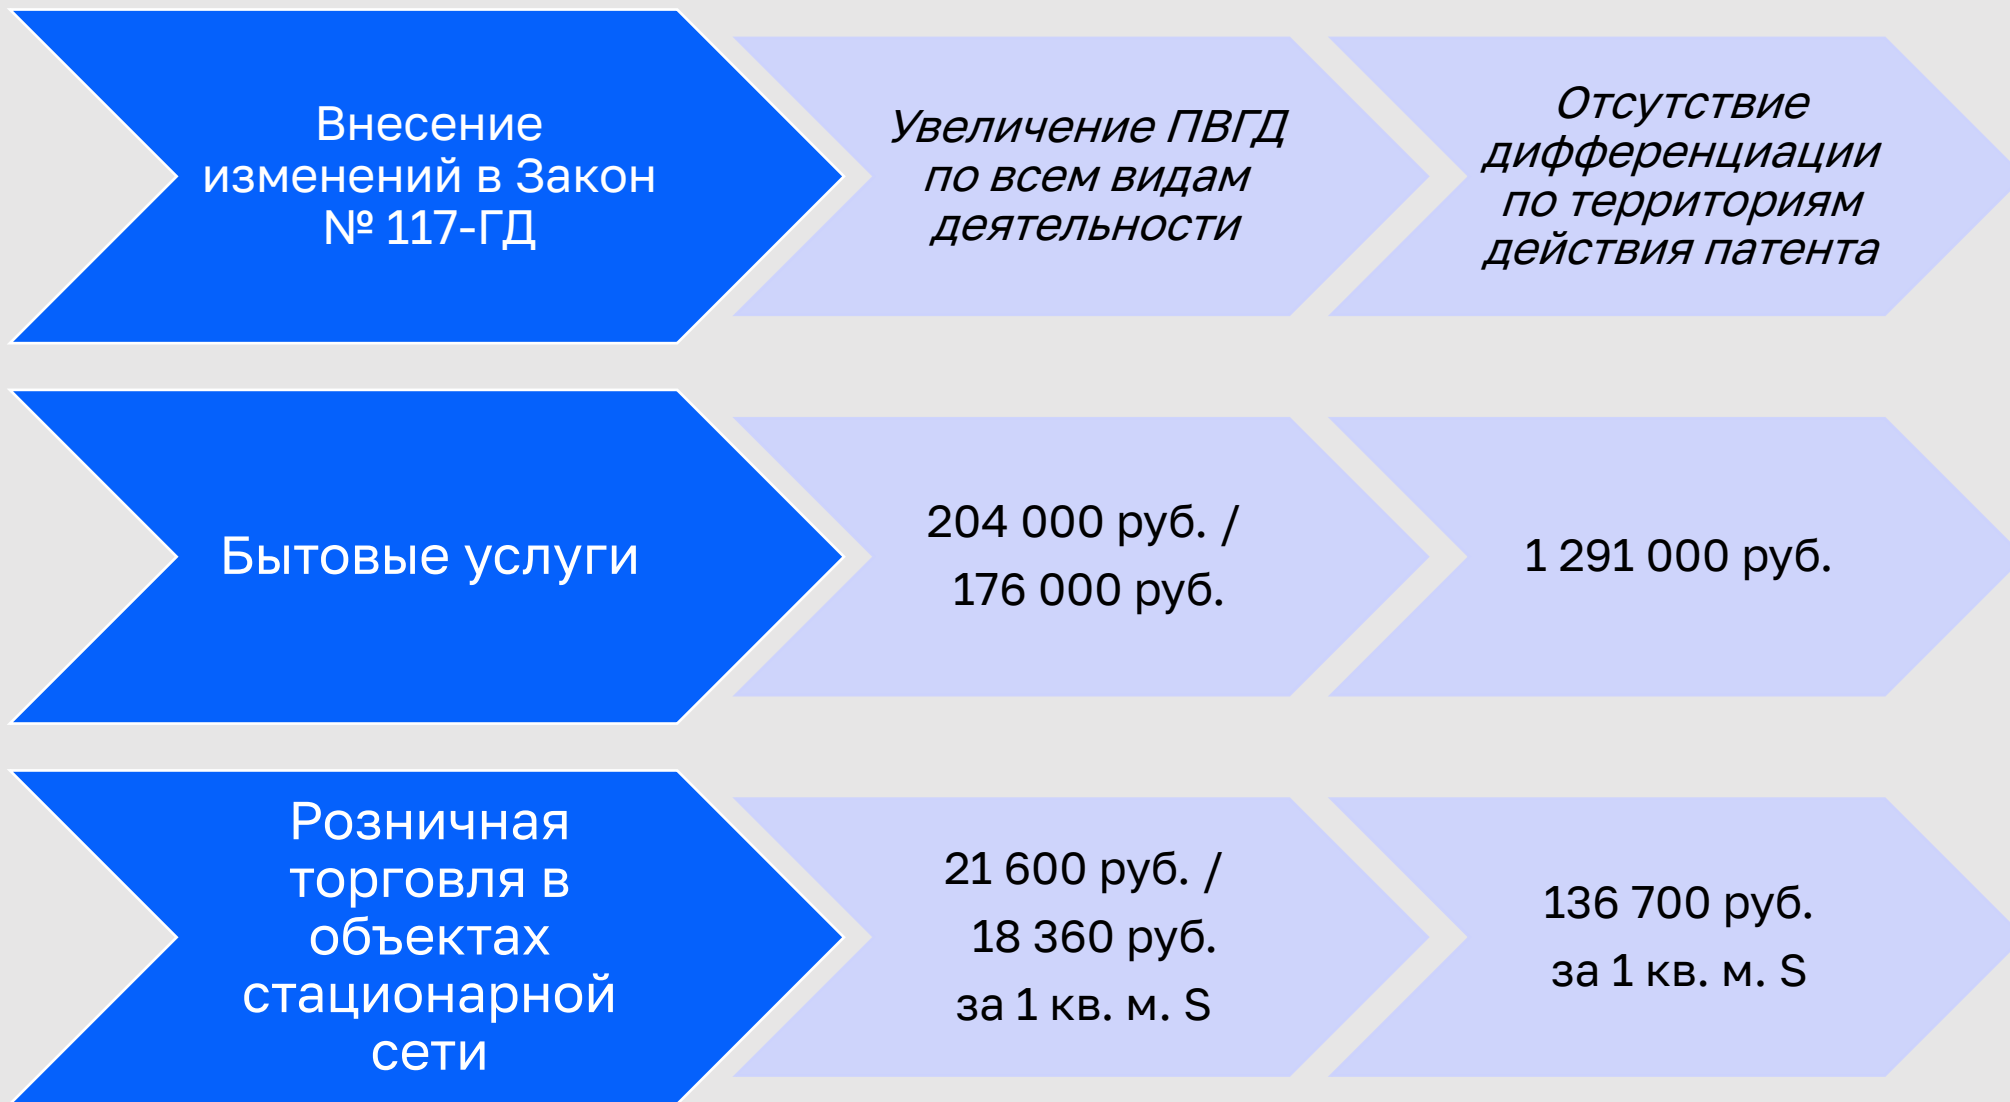 Внесение
изменений в Закон
№ 117-ГД
Увеличение ПВГД
по всем видам
деятельности
Отсутствие
дифференциации
по территориям
действия патента
Бытовые услуги
204 000 руб. /
176 000 руб.
1 291 000 руб.
Розничная
торговля в
объектах
стационарной
сети
21 600 руб. /
18 360 руб.
за 1 кв. м. S
136 700 руб.
за 1 кв. м. S